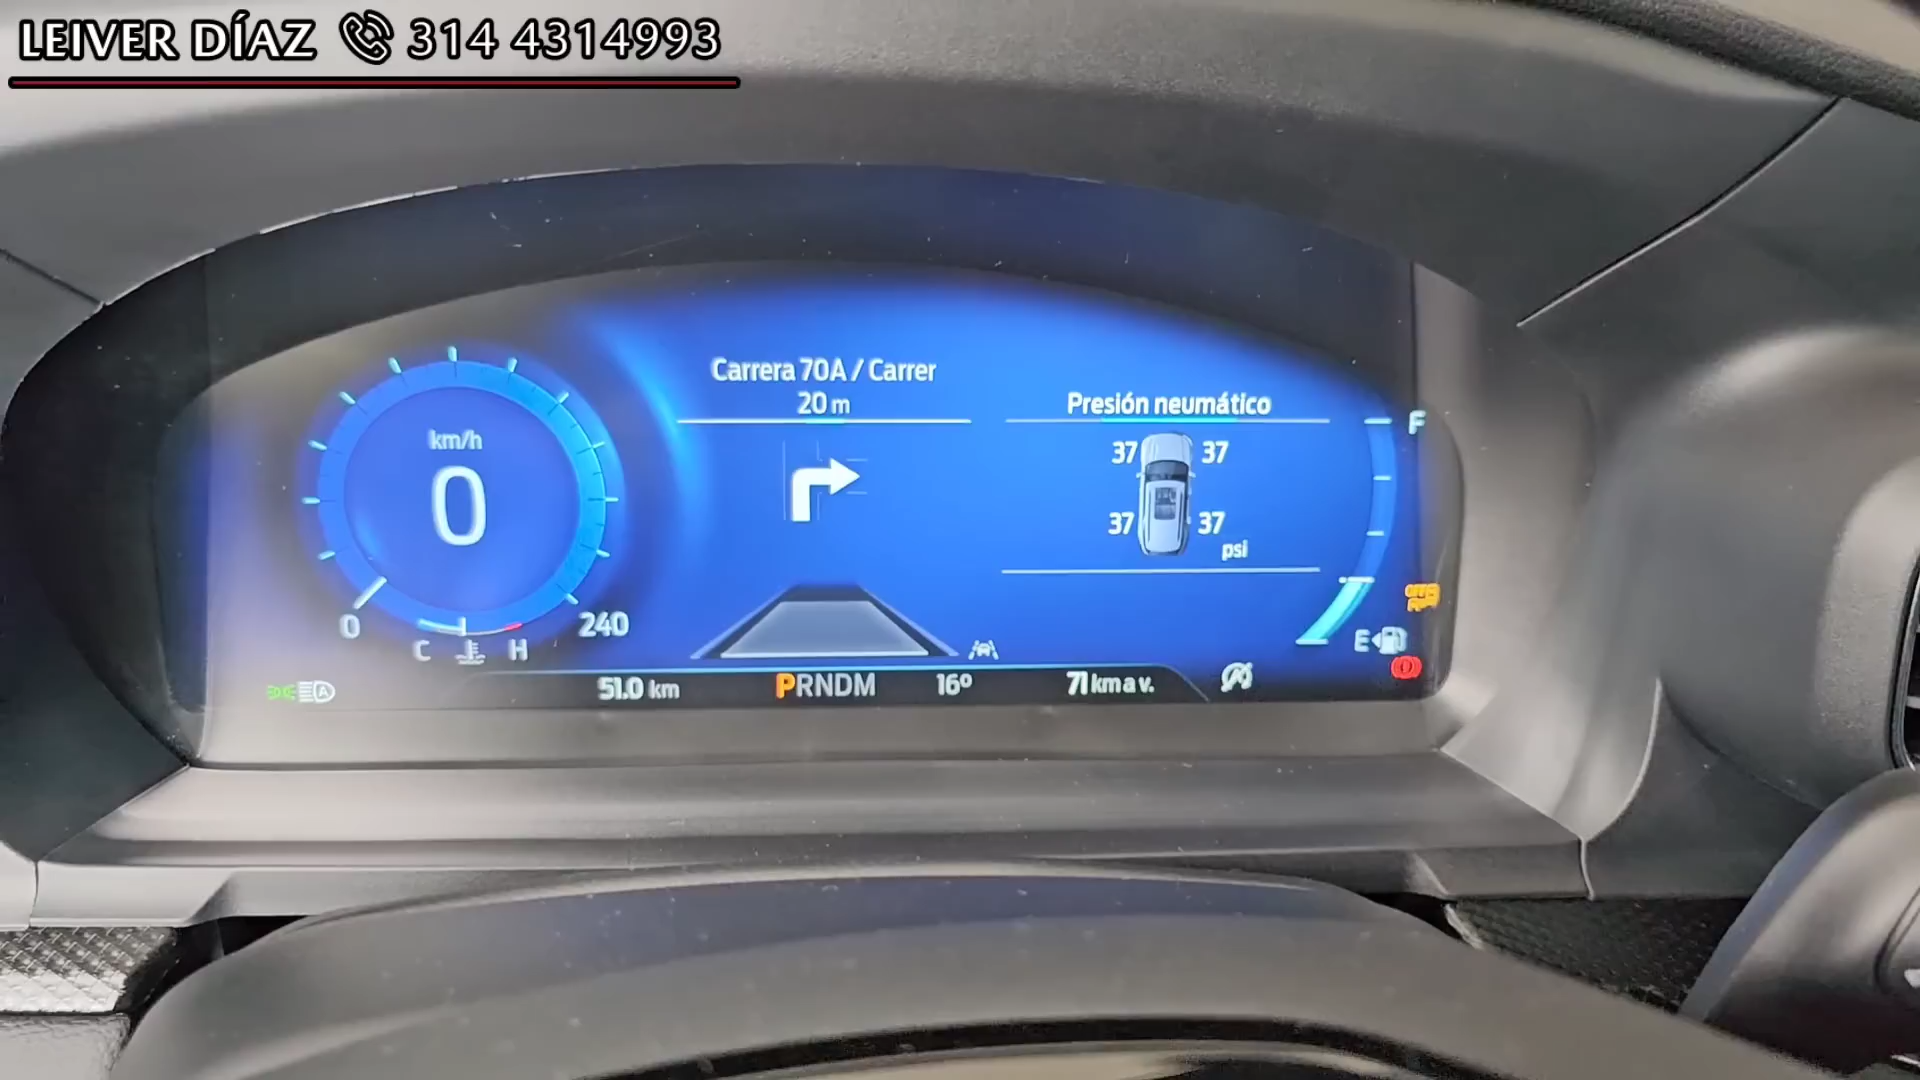 LEIVER DÍAZ 314 4314993
Carrera 70A / Carrer
20 m
Presión neumático
37 37
37 37
psi
km/h
0
0 240
C H
F
E
51.0 km PRNDM 16º 71 km a v.
A